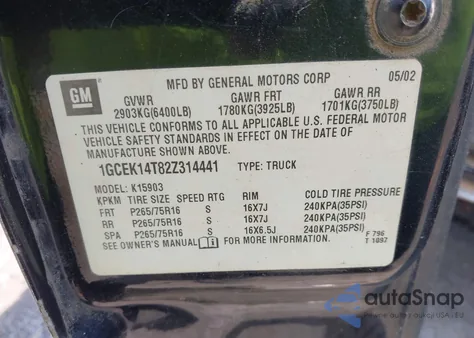 GM
MFD BY GENERAL MOTORS CORP 05/02
GVWR GAWR FRT GAWR RR
2903KG(6400LB) 1780KG(3925LB) 1701KG(3750LB)
THIS VEHICLE CONFORMS TO ALL APPLICABLE U.S. FEDERAL MOTOR
VEHICLE SAFETY STANDARDS IN EFFECT ON THE DATE OF
MANUFACTURE SHOWN ABOVE.
1GCEK14T82Z314441 TYPE: TRUCK
MODEL: K15903
KPKM TIRE SIZE SPEED RTG RIM COLD TIRE PRESSURE
FRT P265/75R16 S 16X7J 240KPA(35PSI)
RR P265/75R16 S 16X7J 240KPA(35PSI)
SPA P265/75R16 S 16X6.5J 240KPA(35PSI)
SEE OWNER'S MANUAL FOR MORE INFORMATION. F 796
T 1097
autoSnap